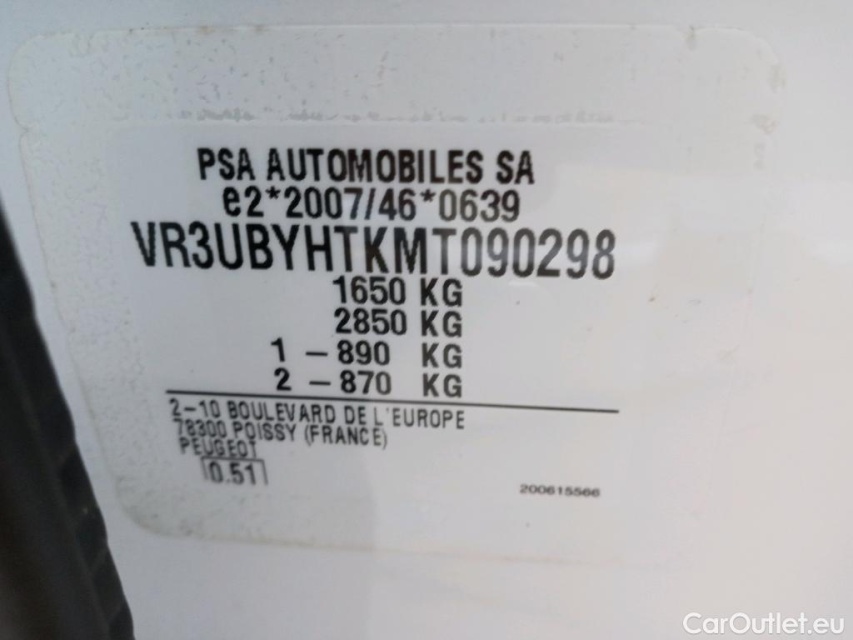 PSA AUTOMOBILES SA
e2*2007/46*0639
VR3UBYHTKMT090298
1650 KG
2850 KG
1 - 890 KG
2 - 870 KG
2-10 BOULEVARD DE L'EUROPE
78300 POISSY (FRANCE)
PEUGEOT
0.51
200615566
CarOutlet.eu